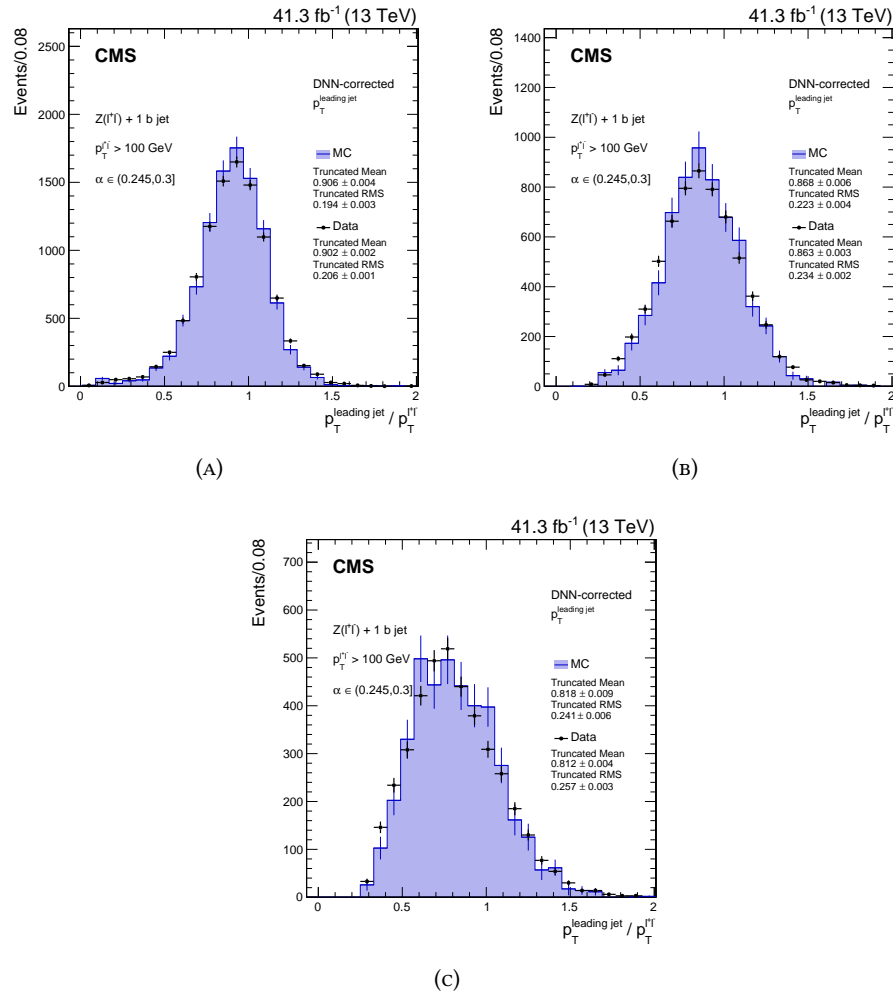 41.3 fb⁻¹ (13 TeV)
Events/0.08
2500
2000
1500
1000
500
0
CMS
DNN-corrected
p_T^{leading jet}
Z(l⁺l⁻) + 1 b jet
p_T^{l⁺l⁻} > 100 GeV
α ∈ (0.245,0.3]
MC
Truncated Mean
0.906 ± 0.004
Truncated RMS
0.194 ± 0.003
Data
Truncated Mean
0.902 ± 0.002
Truncated RMS
0.206 ± 0.001
0 0.5 1 1.5 2
p_T^{leading jet} / p_T^{l⁺l⁻}
(A)
41.3 fb⁻¹ (13 TeV)
Events/0.08
1400
1200
1000
800
600
400
200
0
CMS
DNN-corrected
p_T^{leading jet}
Z(l⁺l⁻) + 1 b jet
p_T^{l⁺l⁻} > 100 GeV
α ∈ (0.245,0.3]
MC
Truncated Mean
0.868 ± 0.006
Truncated RMS
0.223 ± 0.004
Data
Truncated Mean
0.863 ± 0.003
Truncated RMS
0.234 ± 0.002
0 0.5 1 1.5 2
p_T^{leading jet} / p_T^{l⁺l⁻}
(B)
41.3 fb⁻¹ (13 TeV)
Events/0.08
700
600
500
400
300
200
100
0
CMS
DNN-corrected
p_T^{leading jet}
Z(l⁺l⁻) + 1 b jet
p_T^{l⁺l⁻} > 100 GeV
α ∈ (0.245,0.3]
MC
Truncated Mean
0.818 ± 0.009
Truncated RMS
0.241 ± 0.006
Data
Truncated Mean
0.812 ± 0.004
Truncated RMS
0.257 ± 0.003
0 0.5 1 1.5 2
p_T^{leading jet} / p_T^{l⁺l⁻}
(C)